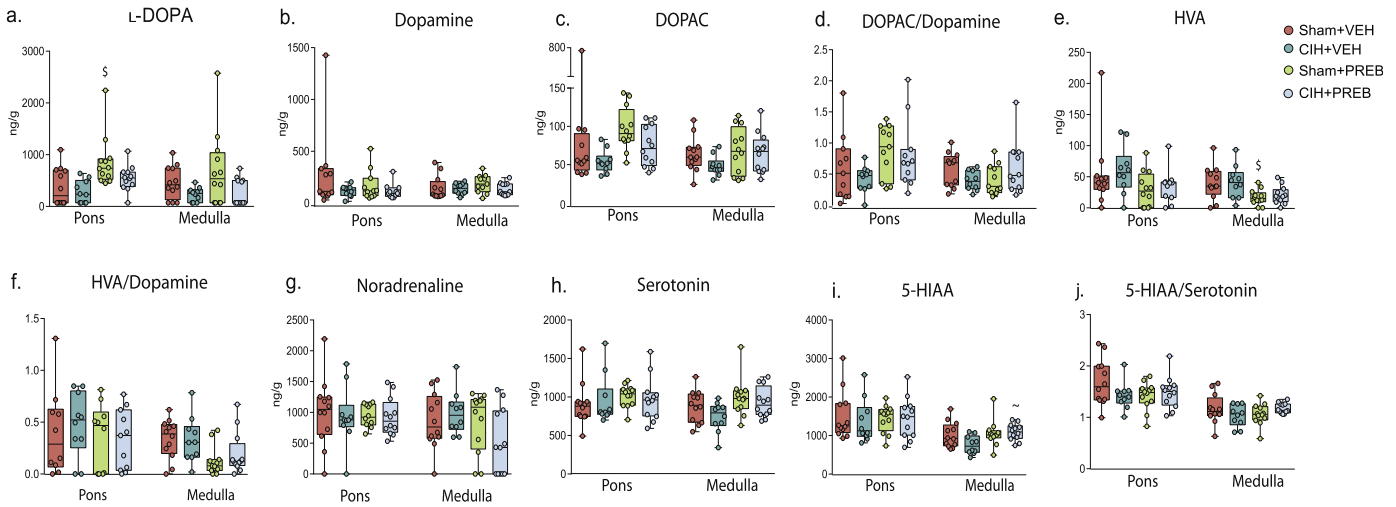 a. ʟ-DOPA
ng/g
3000
2000
1000
0
$
Pons Medulla
b. Dopamine
ng/g
1500
1000
500
0
Pons Medulla
c. DOPAC
ng/g
800
150
100
50
0
Pons Medulla
d. DOPAC/Dopamine
2.5
2.0
1.5
1.0
0.5
0.0
Pons Medulla
e. HVA
ng/g
250
200
150
100
50
0
$
Pons Medulla
Sham+VEH
CIH+VEH
Sham+PREB
CIH+PREB
f. HVA/Dopamine
1.5
1.0
0.5
0.0
Pons Medulla
g. Noradrenaline
ng/g
2500
2000
1500
1000
500
0
Pons Medulla
h. Serotonin
ng/g
2000
1500
1000
500
0
Pons Medulla
i. 5-HIAA
ng/g
4000
3000
2000
1000
0
~
Pons Medulla
j. 5-HIAA/Serotonin
3
2
1
0
Pons Medulla